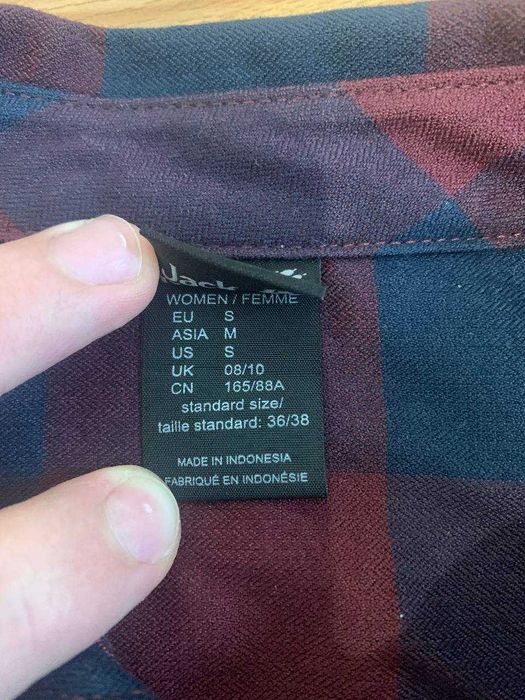 Jack
WOMEN / FEMME
EU S
ASIA M
US S
UK 08/10
CN 165/88A
standard size/
taille standard: 36/38
MADE IN INDONESIA
FABRIQUÉ EN INDONÉSIE